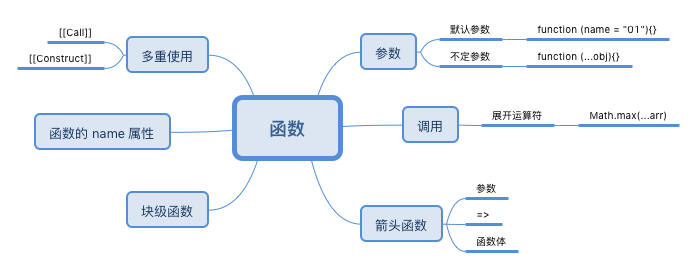 [[Call]]
[[Construct]]
多重使用
函数的 name 属性
块级函数
函数
参数
默认参数
function (name = "01"){}
不定参数
function (...obj){}
调用
展开运算符
Math.max(...arr)
箭头函数
参数
=>
函数体